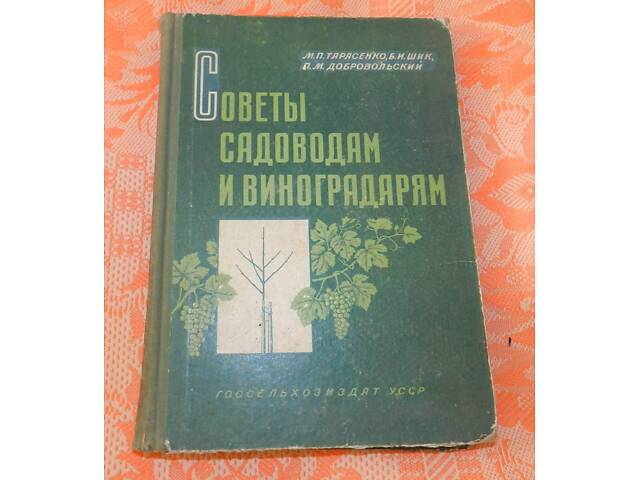 М.П.ТАРАСЕНКО, Б.И.ШИК,
П.М.ДОБРОВОЛЬСКИЙ
СОВЕТЫ
САДОВОДАМ
И ВИНОГРАДАРЯМ
ГОССЕЛЬХОЗИЗДАТ УССР